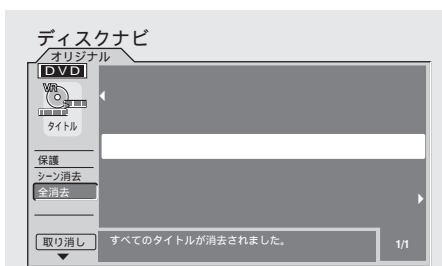 ディスクナビ
オリジナル
DVD
VR
タイトル
保護
シーン消去
全消去
取り消し
すべてのタイトルが消去されました。
1/1